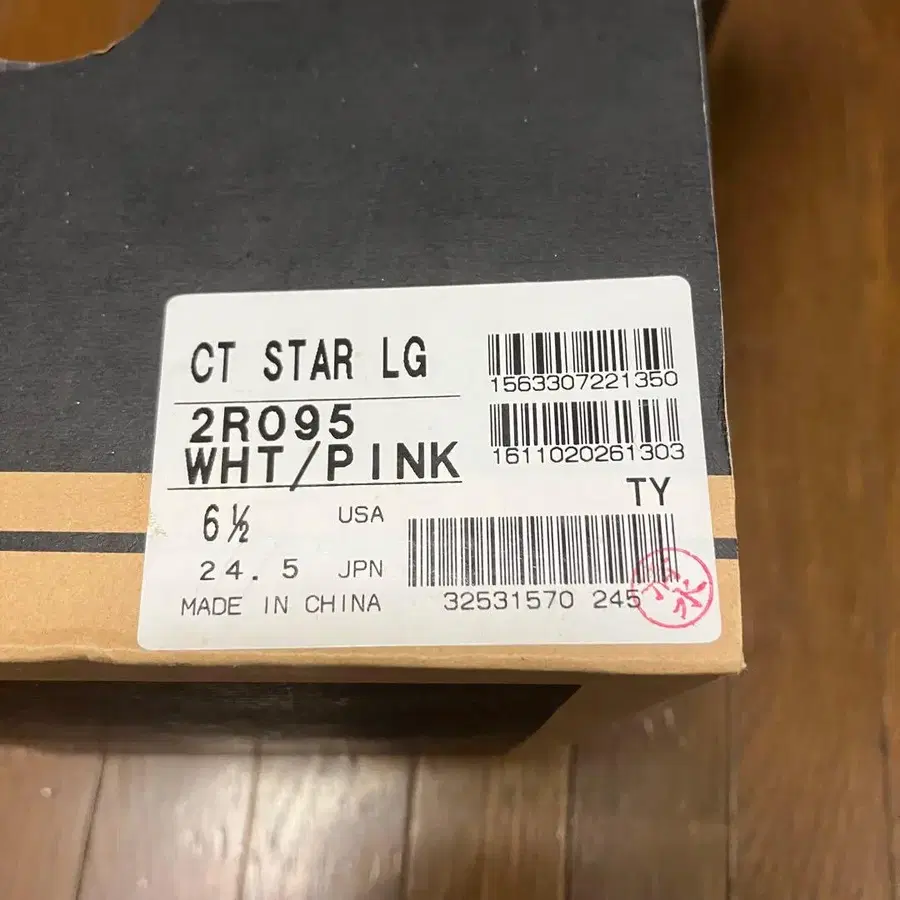 CT STAR LG
2R095
WHT/PINK
6½ USA
24.5 JPN
MADE IN CHINA
1563307221350
1611020261303
TY
32531570 245
水